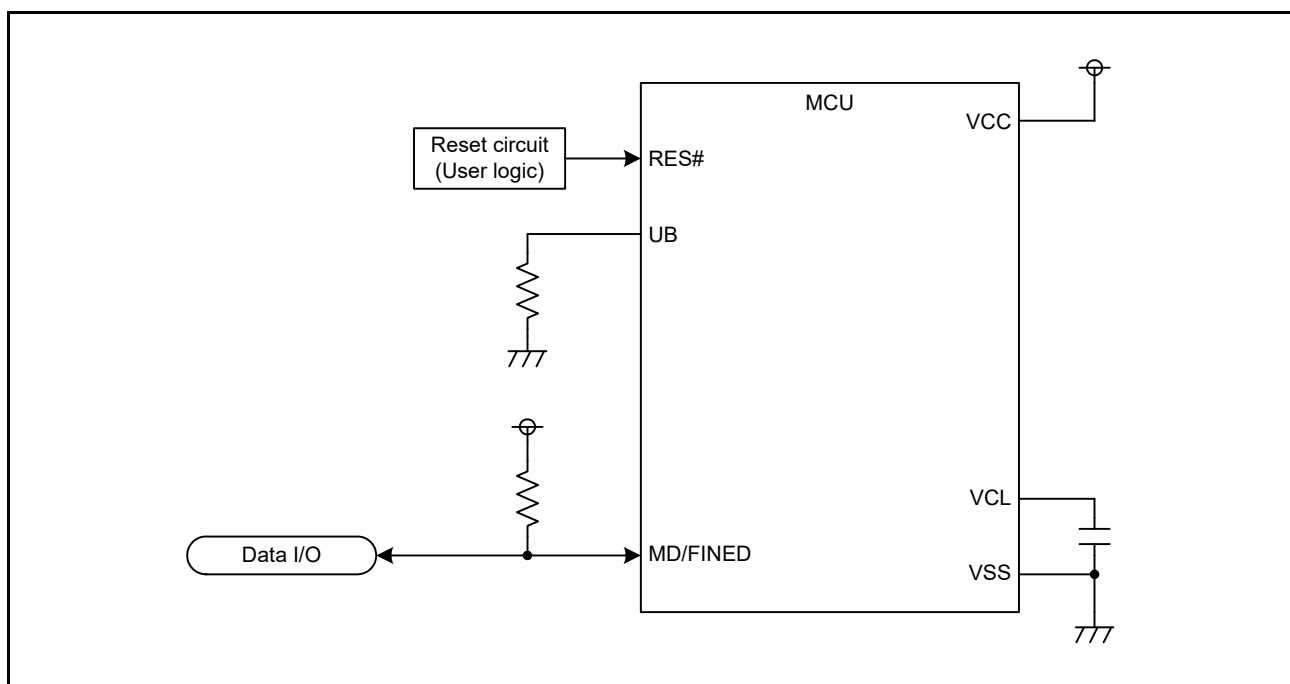 MCU
VCC
Reset circuit
(User logic)
RES#
UB
VCL
Data I/O
MD/FINED
VSS